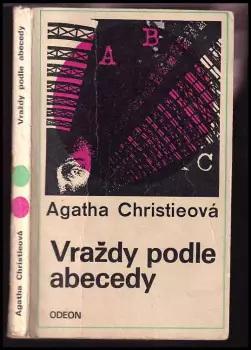 Agatha Christieová
Vraždy podle abecedy
A
B
C
Agatha Christieová
Vraždy podle
abecedy
ODEON